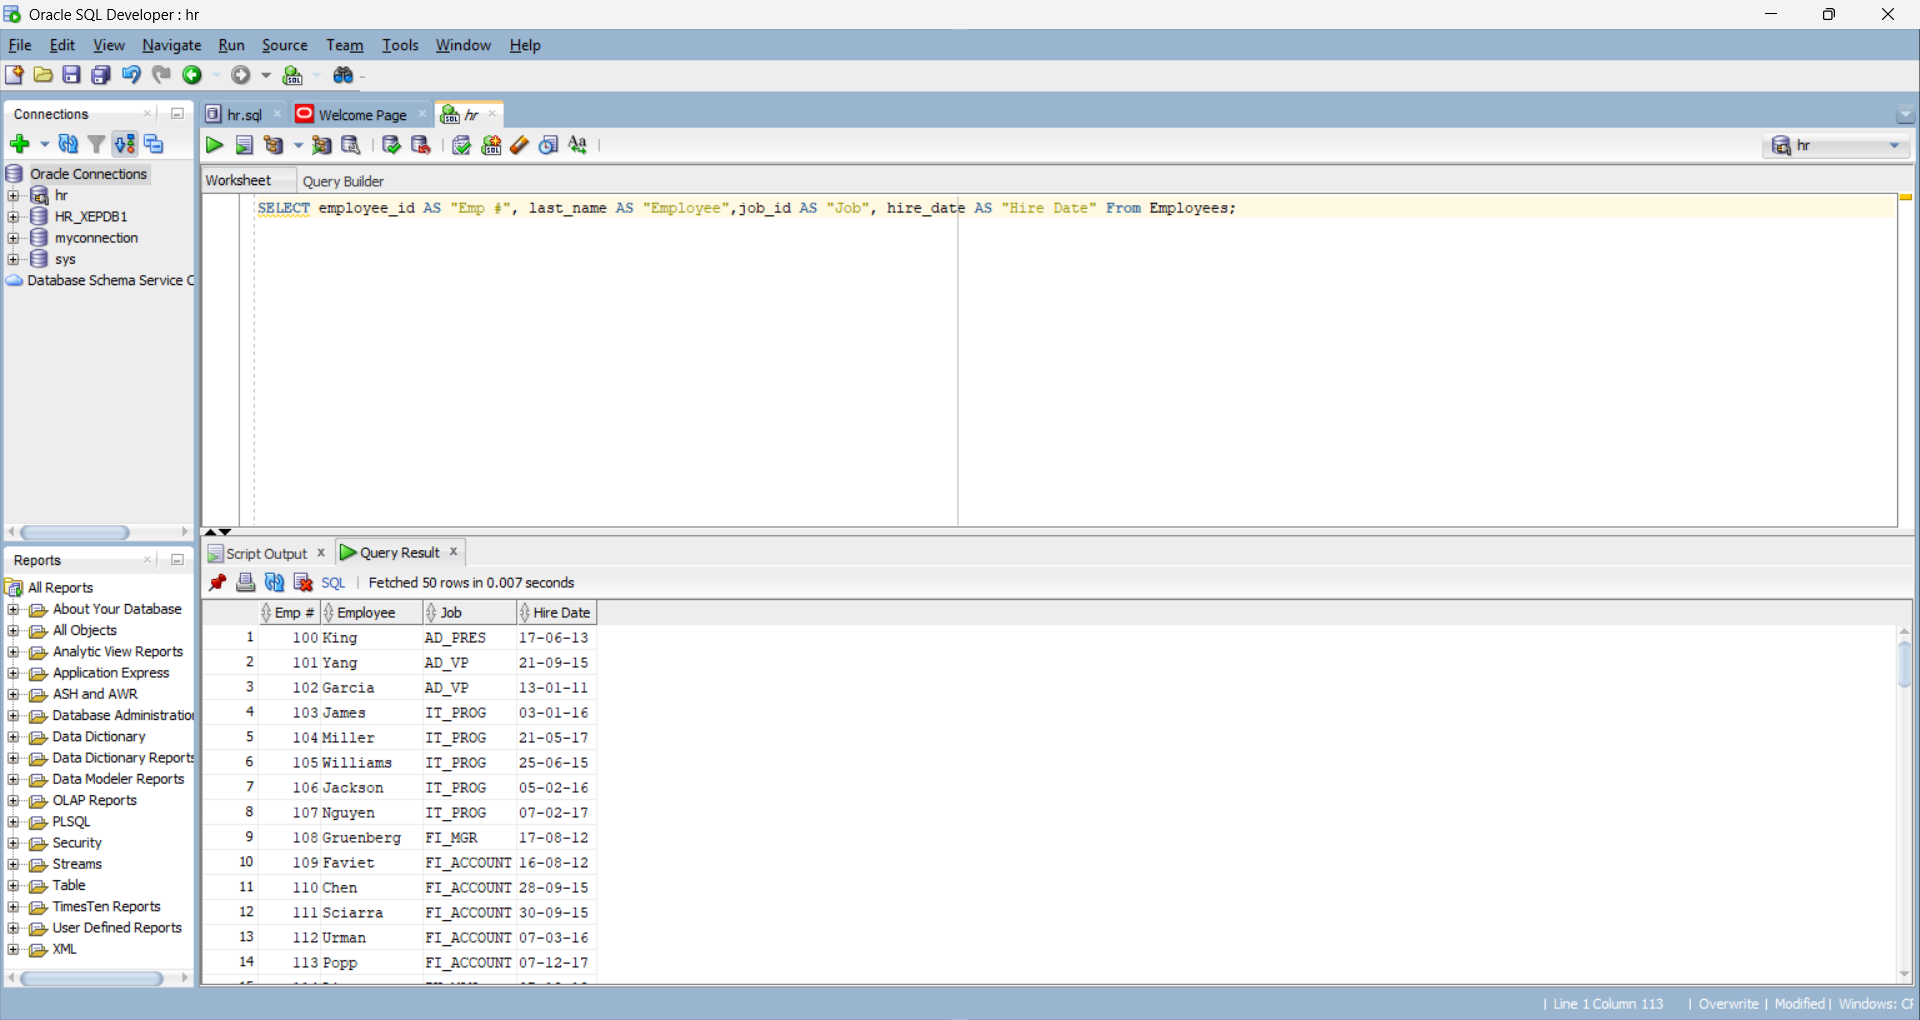 Oracle SQL Developer : hr
File Edit View Navigate Run Source Team Tools Window Help
Connections
Oracle Connections
hr
HR_XEPDB1
myconnection
sys
Database Schema Service C
hr.sql Welcome Page hr
hr
Worksheet Query Builder
SELECT employee_id AS "Emp #", last_name AS "Employee",job_id AS "Job", hire_date AS "Hire Date" From Employees;
Reports
All Reports
About Your Database
All Objects
Analytic View Reports
Application Express
ASH and AWR
Database Administration
Data Dictionary
Data Dictionary Reports
Data Modeler Reports
OLAP Reports
PLSQL
Security
Streams
Table
TimesTen Reports
User Defined Reports
XML
Script Output Query Result
SQL | Fetched 50 rows in 0.007 seconds
Emp # Employee Job Hire Date
1 100 King AD_PRES 17-06-13
2 101 Yang AD_VP 21-09-15
3 102 Garcia AD_VP 13-01-11
4 103 James IT_PROG 03-01-16
5 104 Miller IT_PROG 21-05-17
6 105 Williams IT_PROG 25-06-15
7 106 Jackson IT_PROG 05-02-16
8 107 Nguyen IT_PROG 07-02-17
9 108 Gruenberg FI_MGR 17-08-12
10 109 Faviet FI_ACCOUNT 16-08-12
11 110 Chen FI_ACCOUNT 28-09-15
12 111 Sciarra FI_ACCOUNT 30-09-15
13 112 Urman FI_ACCOUNT 07-03-16
14 113 Popp FI_ACCOUNT 07-12-17
| Line 1 Column 113 | Overwrite | Modified | Windows: C